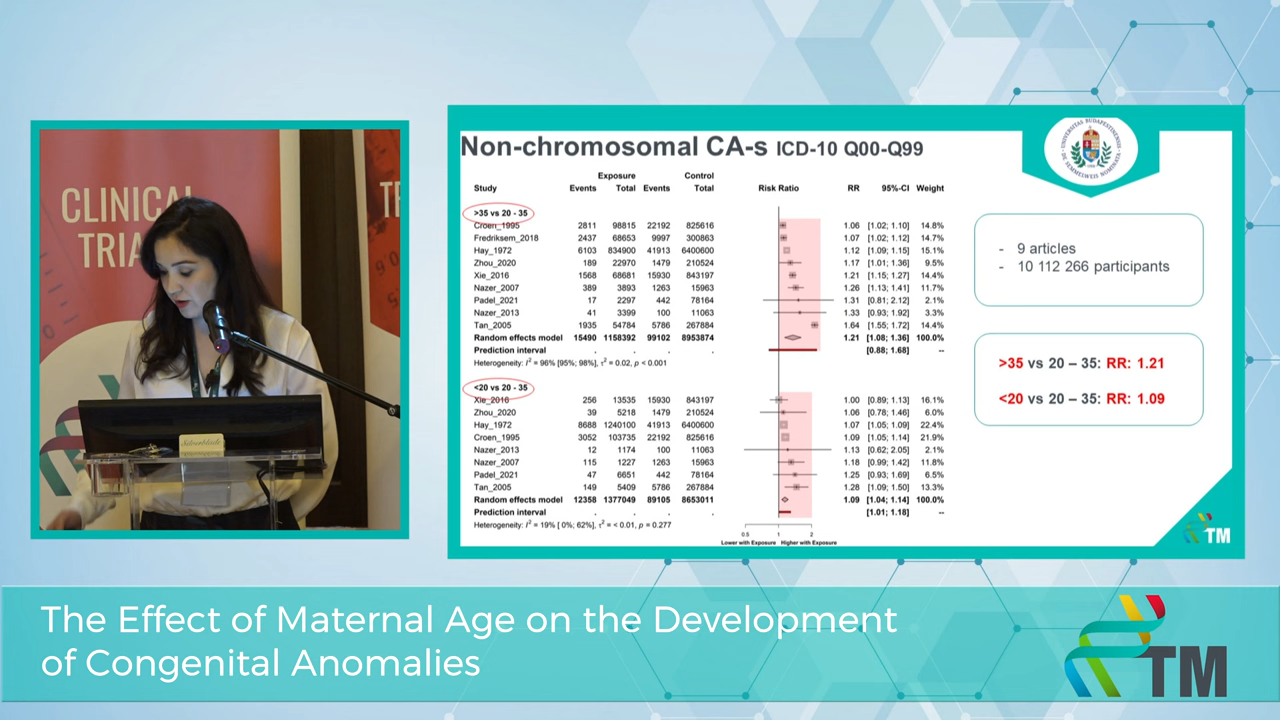 CLINICAL
TRIA
Non-chromosomal CA-s ICD-10 Q00-Q99
Exposure Control
Study Events Total Events Total Risk Ratio RR 95%-CI Weight
>35 vs 20 - 35
Croen_1995 2811 98815 22192 825616 1.06 [1.02; 1.10] 14.8%
Fredriksem_2018 2437 68653 9997 300863 1.07 [1.02; 1.12] 14.7%
Hay_1972 6103 834900 41913 6400600 1.12 [1.09; 1.15] 15.1%
Zhou_2020 189 22970 1479 210524 1.17 [1.01; 1.36] 9.5%
Xie_2016 1568 68681 15930 843197 1.21 [1.15; 1.27] 14.4%
Nazer_2007 389 3893 1263 15963 1.26 [1.13; 1.41] 11.7%
Padel_2021 17 2297 442 78164 1.31 [0.81; 2.12] 2.1%
Nazer_2013 41 3399 100 11063 1.33 [0.93; 1.92] 3.3%
Tan_2005 1935 54784 5786 267884 1.64 [1.55; 1.72] 14.4%
Random effects model 15490 1158392 99102 8953874 1.21 [1.08; 1.36] 100.0%
Prediction interval . . . . [0.88; 1.68] --
Heterogeneity: I² = 96% [95%; 98%], τ² = 0.02, p < 0.001
<20 vs 20 - 35
Xie_2016 256 13535 15930 843197 1.00 [0.89; 1.13] 16.1%
Zhou_2020 39 5218 1479 210524 1.06 [0.78; 1.46] 6.0%
Hay_1972 8688 1240100 41913 6400600 1.07 [1.05; 1.09] 22.4%
Croen_1995 3052 103735 22192 825616 1.09 [1.05; 1.14] 21.9%
Nazer_2013 12 1174 100 11063 1.13 [0.62; 2.05] 2.1%
Nazer_2007 115 1227 1263 15963 1.18 [0.99; 1.42] 11.8%
Padel_2021 47 6651 442 78164 1.25 [0.93; 1.69] 6.5%
Tan_2005 149 5409 5786 267884 1.28 [1.09; 1.50] 13.3%
Random effects model 12358 1377049 89105 8653011 1.09 [1.04; 1.14] 100.0%
Prediction interval . . . . [1.01; 1.18] --
Heterogeneity: I² = 19% [ 0%; 62%], τ² = < 0.01, p = 0.277
0.5 1 2
Lower with Exposure Higher with Exposure
- 9 articles
- 10 112 266 participants
>35 vs 20 – 35: RR: 1.21
<20 vs 20 – 35: RR: 1.09
TM
The Effect of Maternal Age on the Development
of Congenital Anomalies
TM